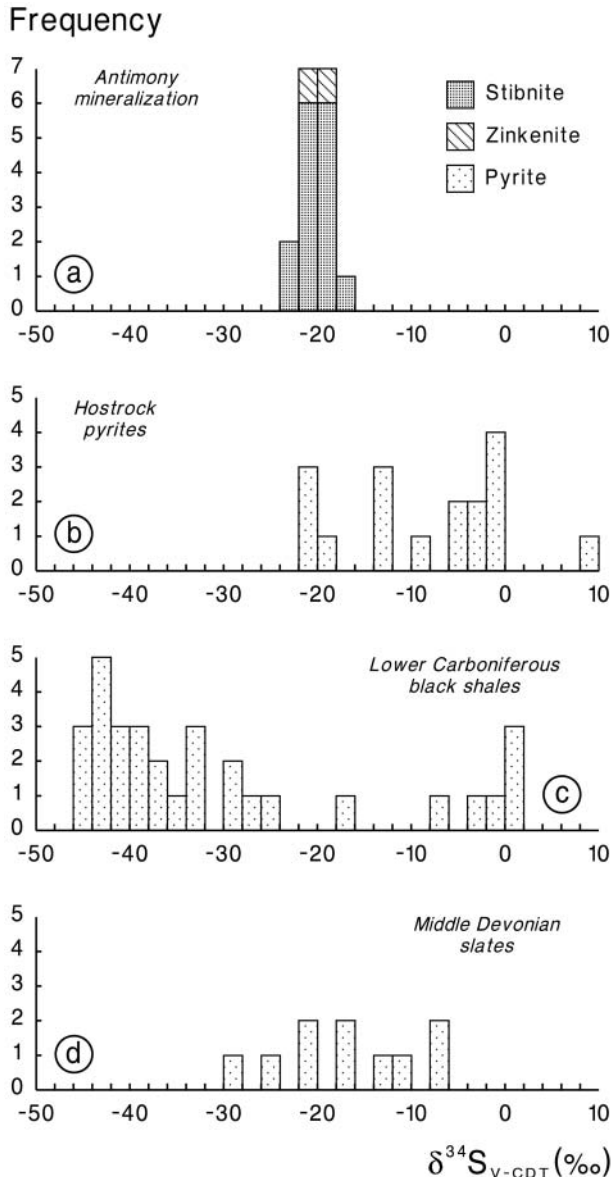 Frequency
7
6
5
4
3
2
1
0
Antimony
mineralization
Stibnite
Zinkenite
Pyrite
a
-50 -40 -30 -20 -10 0 10
5
4
3
2
1
0
Hostrock
pyrites
b
-50 -40 -30 -20 -10 0 10
5
4
3
2
1
0
Lower Carboniferous
black shales
c
-50 -40 -30 -20 -10 0 10
5
4
3
2
1
0
Middle Devonian
slates
d
-50 -40 -30 -20 -10 0 10
δ³⁴S V-CDT (‰)